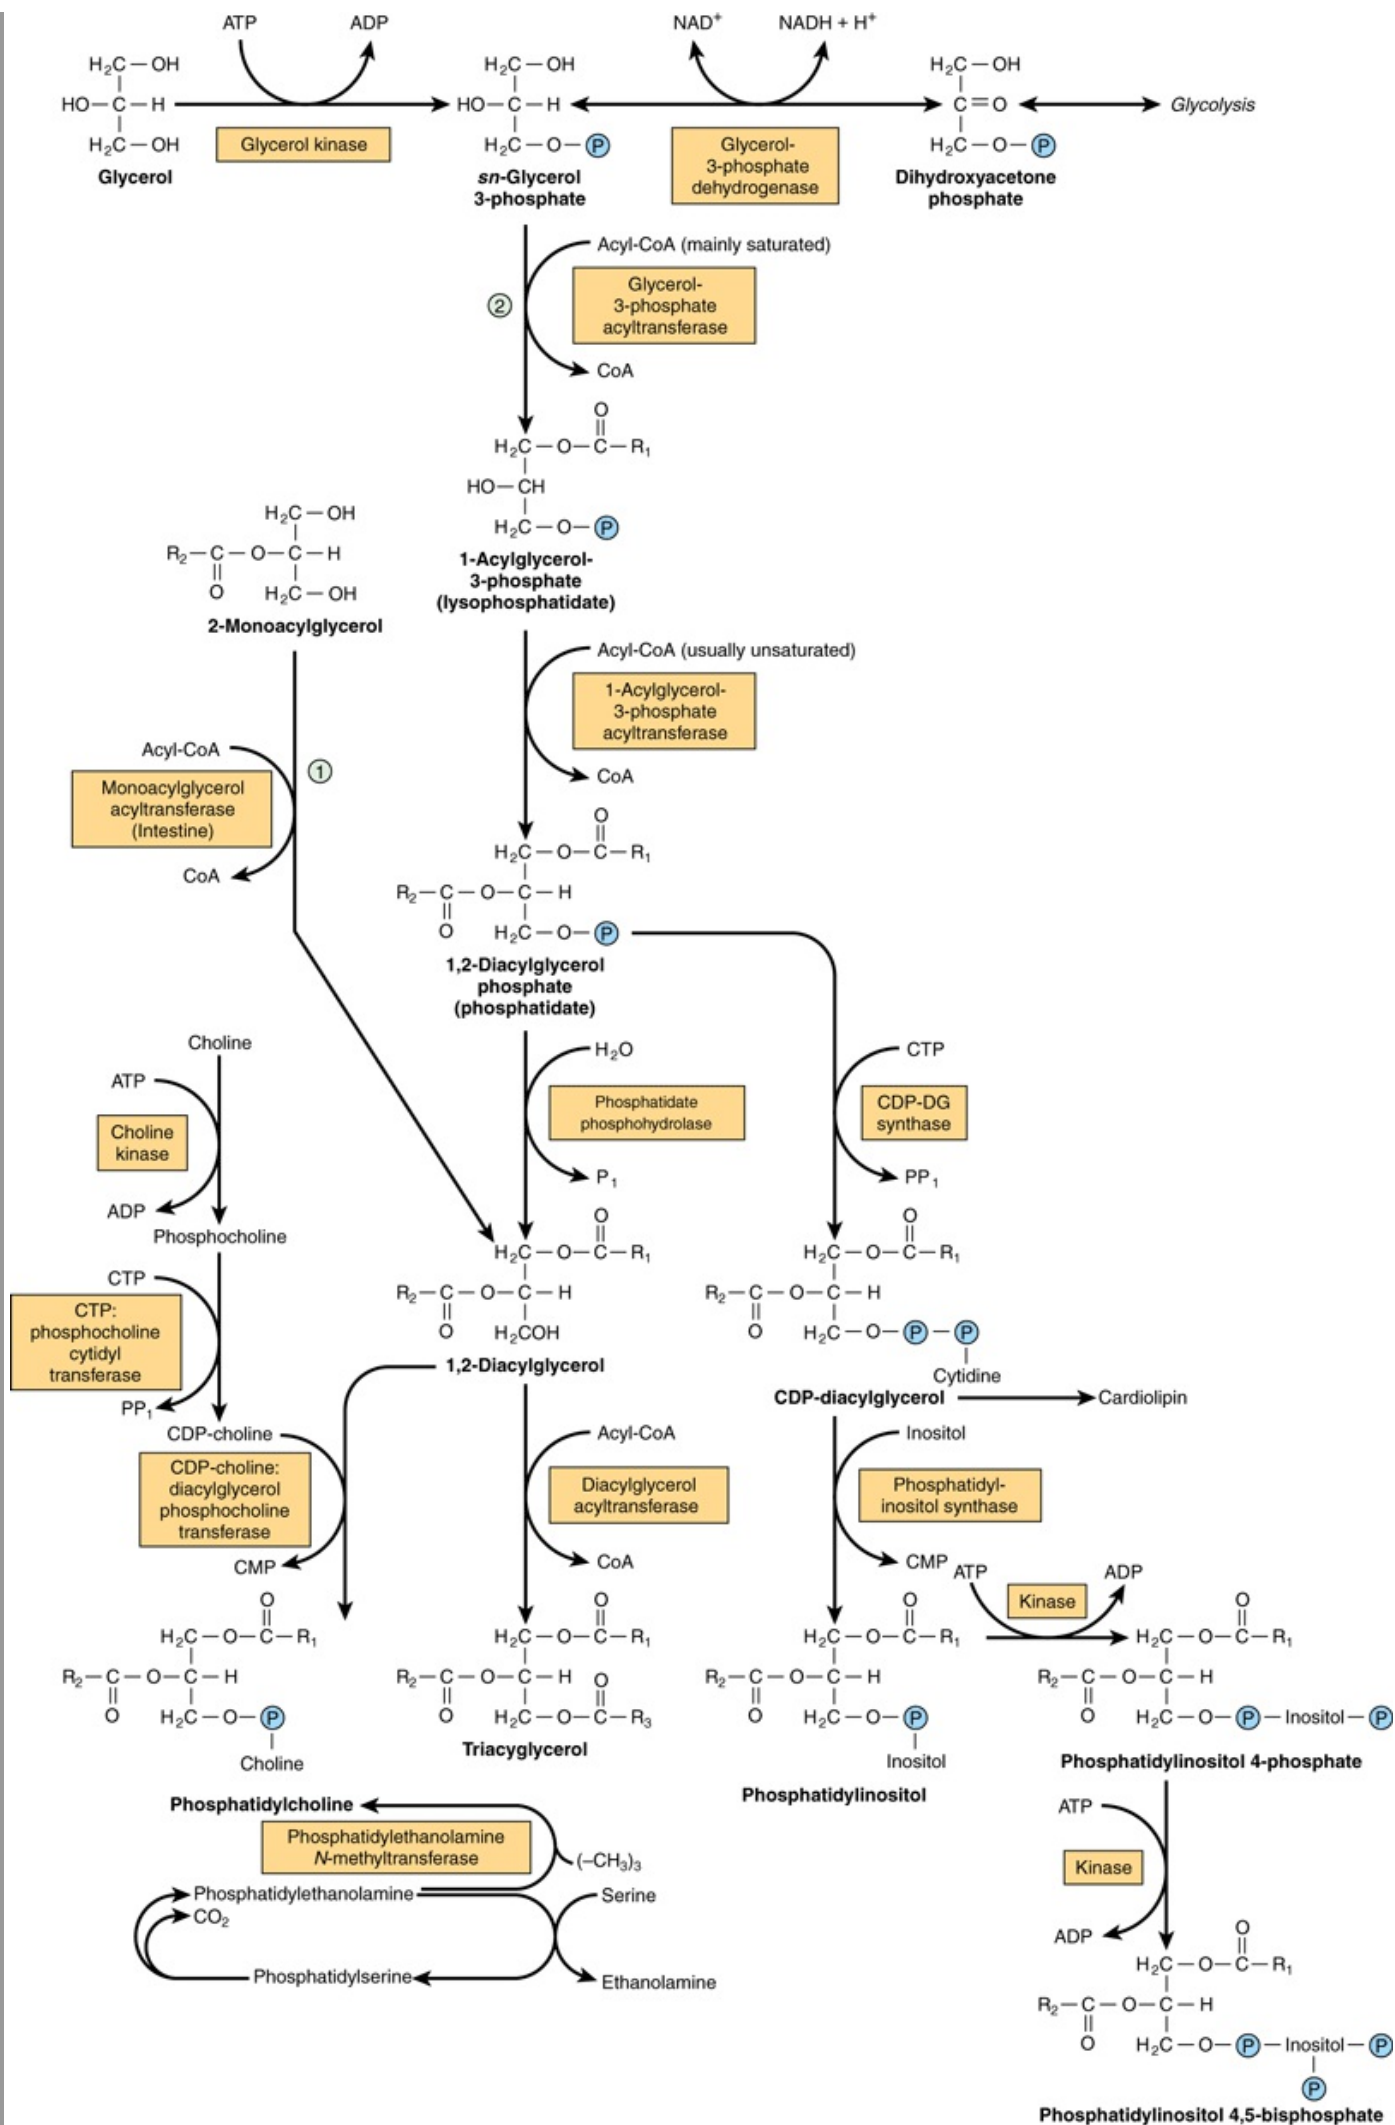 ATP ADP NAD⁺ NADH + H⁺
H₂C—OH H₂C—OH H₂C—OH
HO—C—H HO—C—H C=O Glycolysis
H₂C—OH H₂C—O—P H₂C—O—P
Glycerol kinase
Glycerol-
3-phosphate
dehydrogenase
Glycerol
sn-Glycerol
3-phosphate
Dihydroxyacetone
phosphate
Acyl-CoA (mainly saturated)
2
Glycerol-
3-phosphate
acyltransferase
CoA
O
H₂C—O—C—R₁
HO—CH
H₂C—O—P
1-Acylglycerol-
3-phosphate
(lysophosphatidate)
H₂C—OH
R₂—C—O—C—H
O H₂C—OH
2-Monoacylglycerol
Acyl-CoA (usually unsaturated)
1-Acylglycerol-
3-phosphate
acyltransferase
CoA
Acyl-CoA
1
Monoacylglycerol
acyltransferase
(Intestine)
CoA
O
H₂C—O—C—R₁
R₂—C—O—C—H
O H₂C—O—P
1,2-Diacylglycerol
phosphate
(phosphatidate)
Choline
ATP
Choline
kinase
ADP
Phosphocholine
CTP
CTP:
phosphocholine
cytidyl
transferase
PP₁
CDP-choline
CDP-choline:
diacylglycerol
phosphocholine
transferase
CMP
H₂O
Phosphatidate
phosphohydrolase
P₁
CTP
CDP-DG
synthase
PP₁
O
H₂C—O—C—R₁
R₂—C—O—C—H
O H₂COH
1,2-Diacylglycerol
O
H₂C—O—C—R₁
R₂—C—O—C—H
O H₂C—O—P—P
Cytidine
CDP-diacylglycerol Cardiolipin
Acyl-CoA
Diacylglycerol
acyltransferase
CoA
Inositol
Phosphatidyl-
inositol synthase
CMP
ATP ADP
Kinase
O
H₂C—O—C—R₁
R₂—C—O—C—H
O H₂C—O—P
Choline
Phosphatidylcholine
O
H₂C—O—C—R₁
R₂—C—O—C—H O
O H₂C—O—C—R₃
Triacyglycerol
O
H₂C—O—C—R₁
R₂—C—O—C—H
O H₂C—O—P
Inositol
Phosphatidylinositol
O
H₂C—O—C—R₁
R₂—C—O—C—H
O H₂C—O—P—Inositol—P
Phosphatidylinositol 4-phosphate
Phosphatidylethanolamine
N-methyltransferase
(–CH₃)₃
Phosphatidylethanolamine Serine
CO₂
Phosphatidylserine Ethanolamine
ATP
Kinase
ADP
O
H₂C—O—C—R₁
R₂—C—O—C—H
O H₂C—O—P—Inositol—P
P
Phosphatidylinositol 4,5-bisphosphate